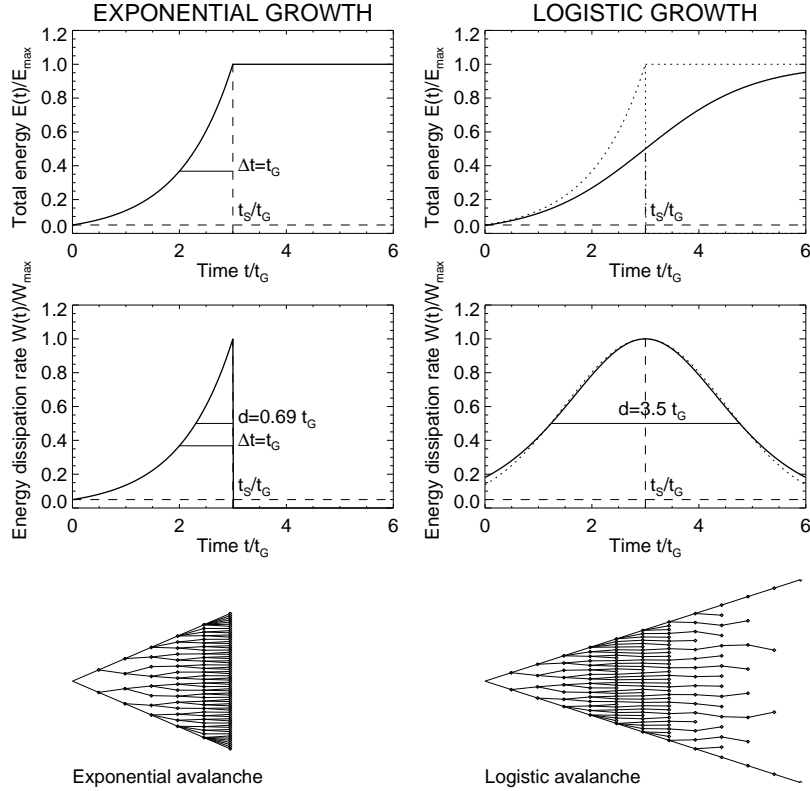 EXPONENTIAL GROWTH
Total energy E(t)/E_max
1.2
1.0
0.8
0.6
0.4
0.2
0.0
Δt=t_G
t_S/t_G
0 2 4 6
Time t/t_G
LOGISTIC GROWTH
Total energy E(t)/E_max
1.2
1.0
0.8
0.6
0.4
0.2
0.0
t_S/t_G
0 2 4 6
Time t/t_G
Energy dissipation rate W(t)/W_max
1.2
1.0
0.8
0.6
0.4
0.2
0.0
d=0.69 t_G
Δt=t_G
t_S/t_G
0 2 4 6
Time t/t_G
Energy dissipation rate W(t)/W_max
1.2
1.0
0.8
0.6
0.4
0.2
0.0
d=3.5 t_G
t_S/t_G
0 2 4 6
Time t/t_G
Exponential avalanche
Logistic avalanche